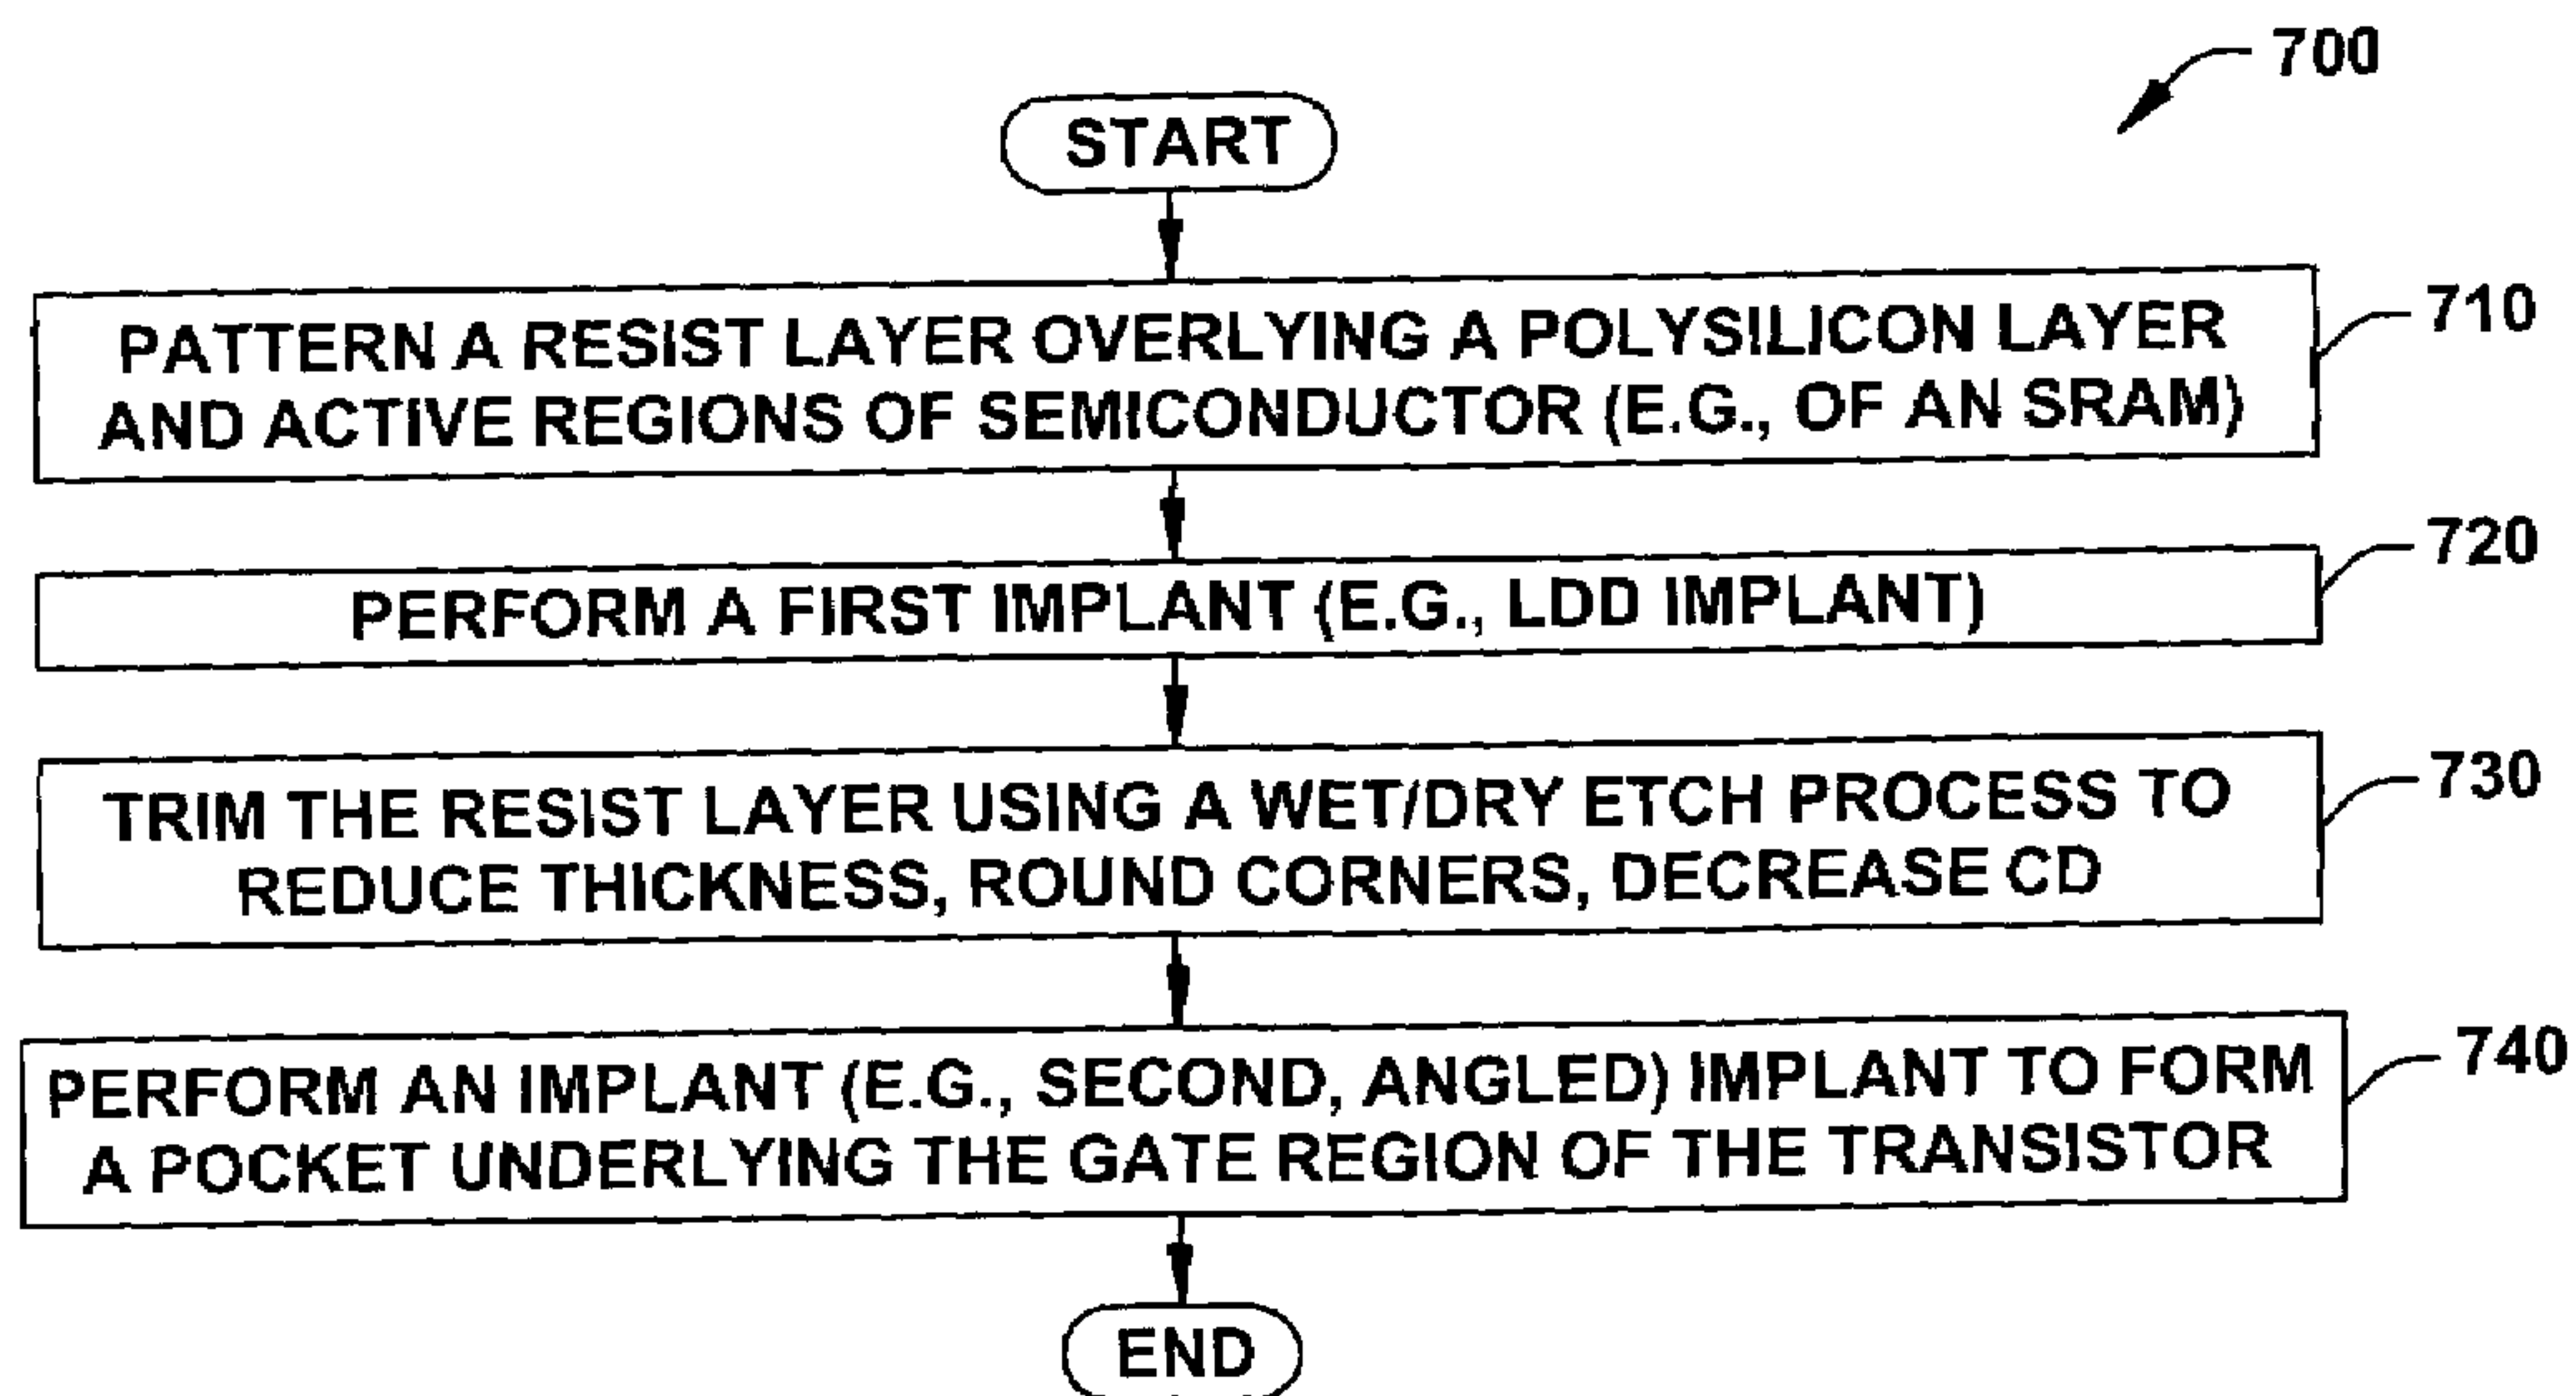 700
START
PATTERN A RESIST LAYER OVERLYING A POLYSILICON LAYER
AND ACTIVE REGIONS OF SEMICONDUCTOR (E.G., OF AN SRAM)
710
PERFORM A FIRST IMPLANT (E.G., LDD IMPLANT)
720
TRIM THE RESIST LAYER USING A WET/DRY ETCH PROCESS TO
REDUCE THICKNESS, ROUND CORNERS, DECREASE CD
730
PERFORM AN IMPLANT (E.G., SECOND, ANGLED) IMPLANT TO FORM
A POCKET UNDERLYING THE GATE REGION OF THE TRANSISTOR
740
END